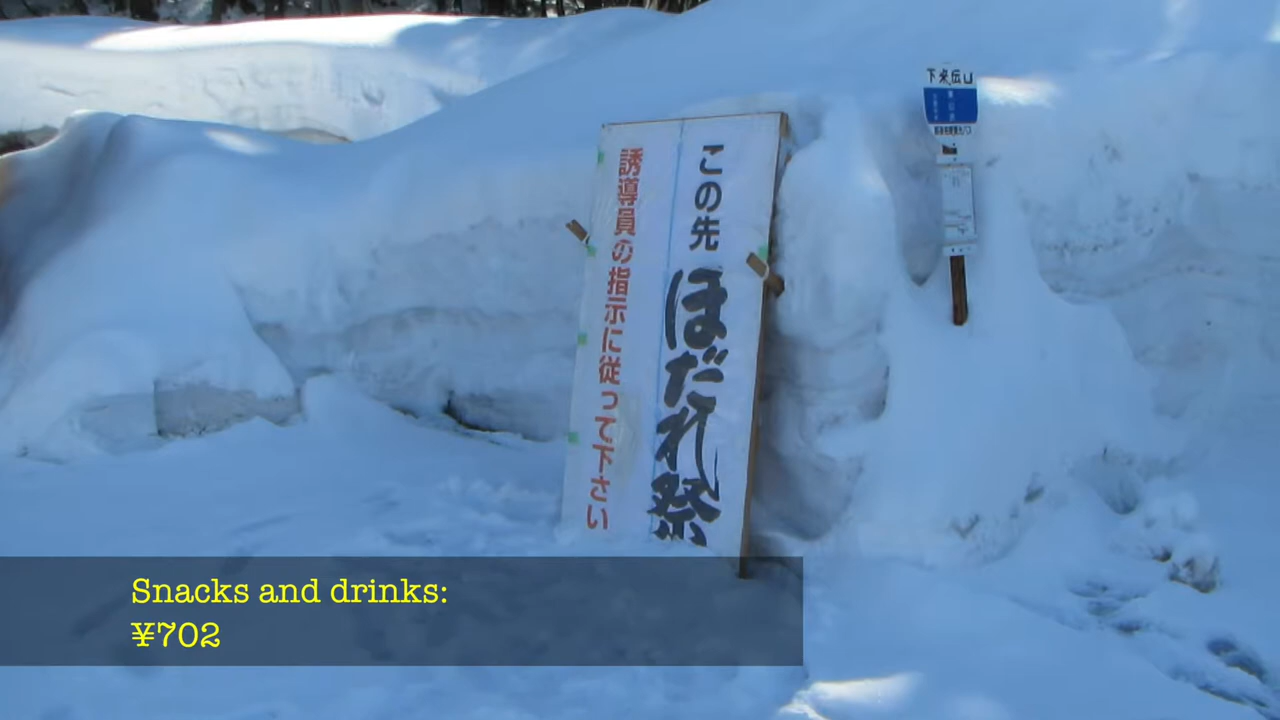 この先 ほだれ祭
誘導員の指示に従って下さい
下来伝山
Snacks and drinks:
¥702